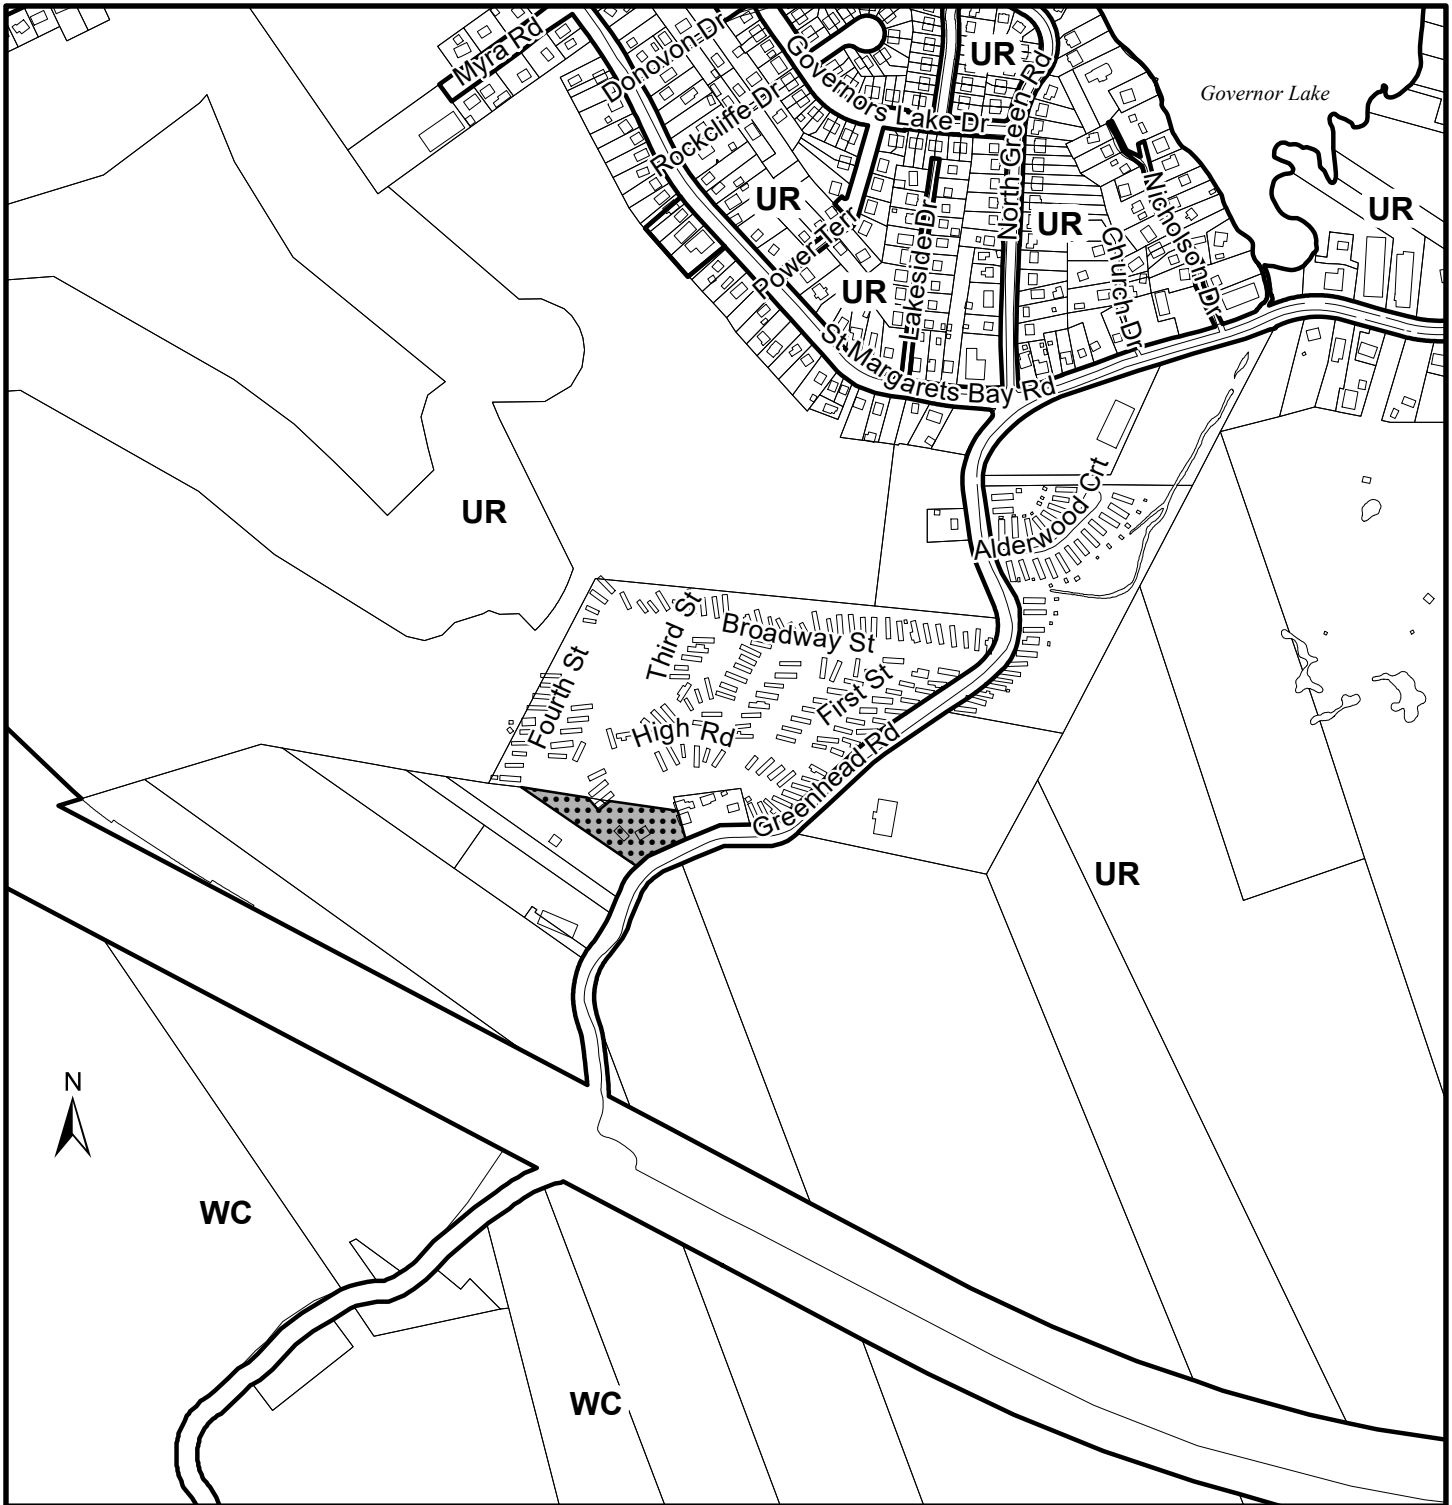 Myra Rd
Donovon Dr
Governors Lake Dr
UR
North Green Rd
Governor Lake
Rockcliffe Dr
UR
Nicholson Dr
UR
UR
Church Dr
Lakeside Dr
Power Terr
UR
St Margarets Bay Rd
UR
Alderwood Crt
Third St
Broadway St
Fourth St
First St
High Rd
Greenhead Rd
UR
N
WC
WC